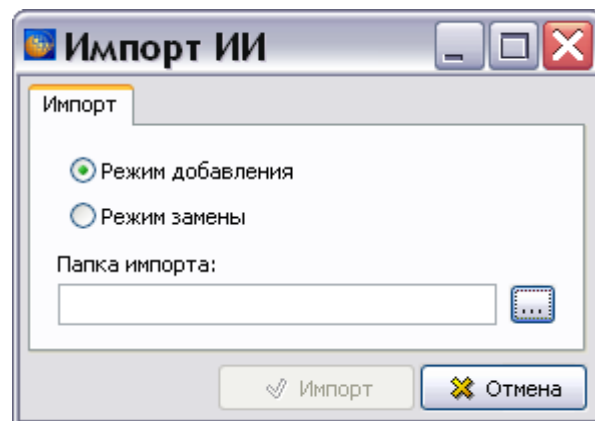 Импорт ИИ
Импорт
Режим добавления
Режим замены
Папка импорта:
...
Импорт
Отмена